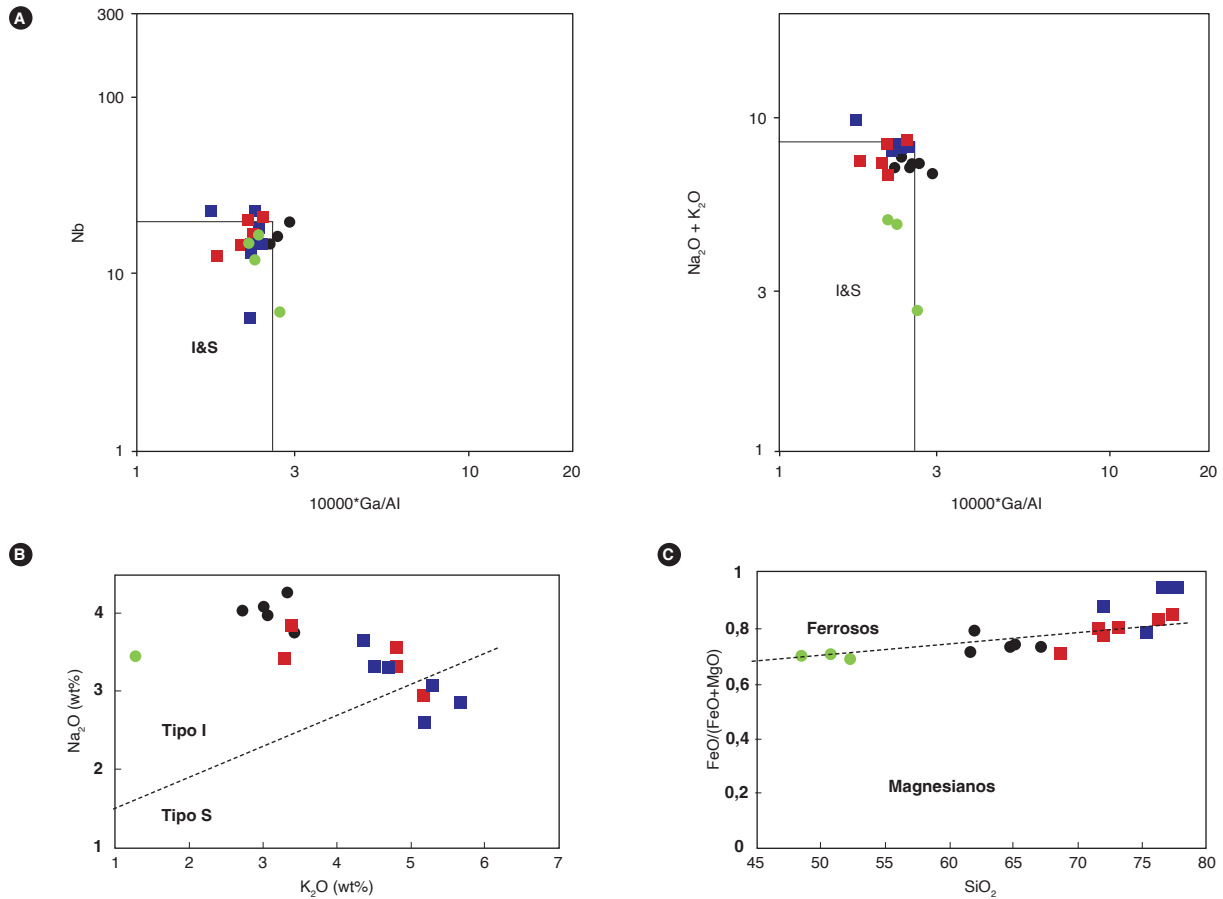 A
300
100
10
1
Nb
I&S
1
3
10
20
10000*Ga/Al
10
3
1
Na₂O + K₂O
I&S
1
3
10
20
10000*Ga/Al
B
4
3
2
1
Na₂O (wt%)
Tipo I
Tipo S
1
2
3
4
5
6
7
K₂O (wt%)
C
1
0,8
0,6
0,4
0,2
0
FeO/(FeO+MgO)
Ferrosos
Magnesianos
45
50
55
60
65
70
75
80
SiO₂